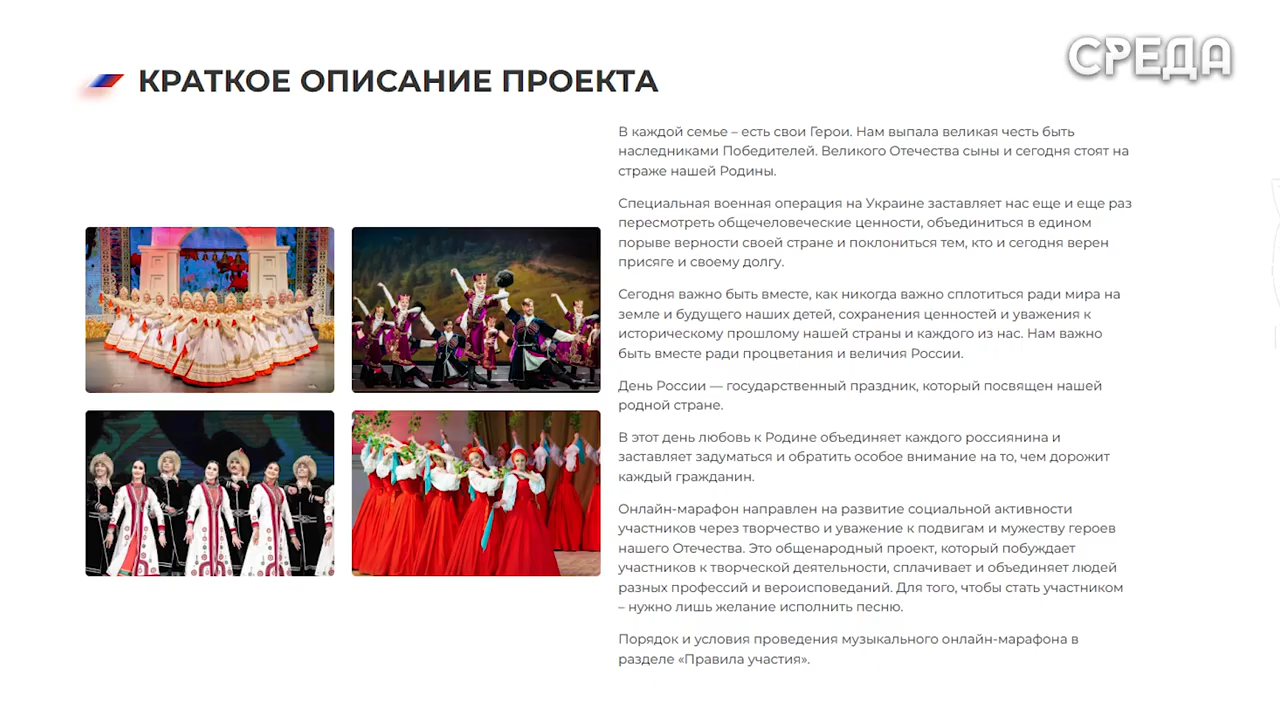 СРЕДА
КРАТКОЕ ОПИСАНИЕ ПРОЕКТА
В каждой семье – есть свои Герои. Нам выпала великая честь быть
наследниками Победителей. Великого Отечества сыны и сегодня стоят на
страже нашей Родины.
Специальная военная операция на Украине заставляет нас еще и еще раз
пересмотреть общечеловеческие ценности, объединиться в едином
порыве верности своей стране и поклониться тем, кто и сегодня верен
присяге и своему долгу.
Сегодня важно быть вместе, как никогда важно сплотиться ради мира на
земле и будущего наших детей, сохранения ценностей и уважения к
историческому прошлому нашей страны и каждого из нас. Нам важно
быть вместе ради процветания и величия России.
День России — государственный праздник, который посвящен нашей
родной стране.
В этот день любовь к Родине объединяет каждого россиянина и
заставляет задуматься и обратить особое внимание на то, чем дорожит
каждый гражданин.
Онлайн-марафон направлен на развитие социальной активности
участников через творчество и уважение к подвигам и мужеству героев
нашего Отечества. Это общенародный проект, который побуждает
участников к творческой деятельности, сплачивает и объединяет людей
разных профессий и вероисповеданий. Для того, чтобы стать участником
– нужно лишь желание исполнить песню.
Порядок и условия проведения музыкального онлайн-марафона в
разделе «Правила участия».